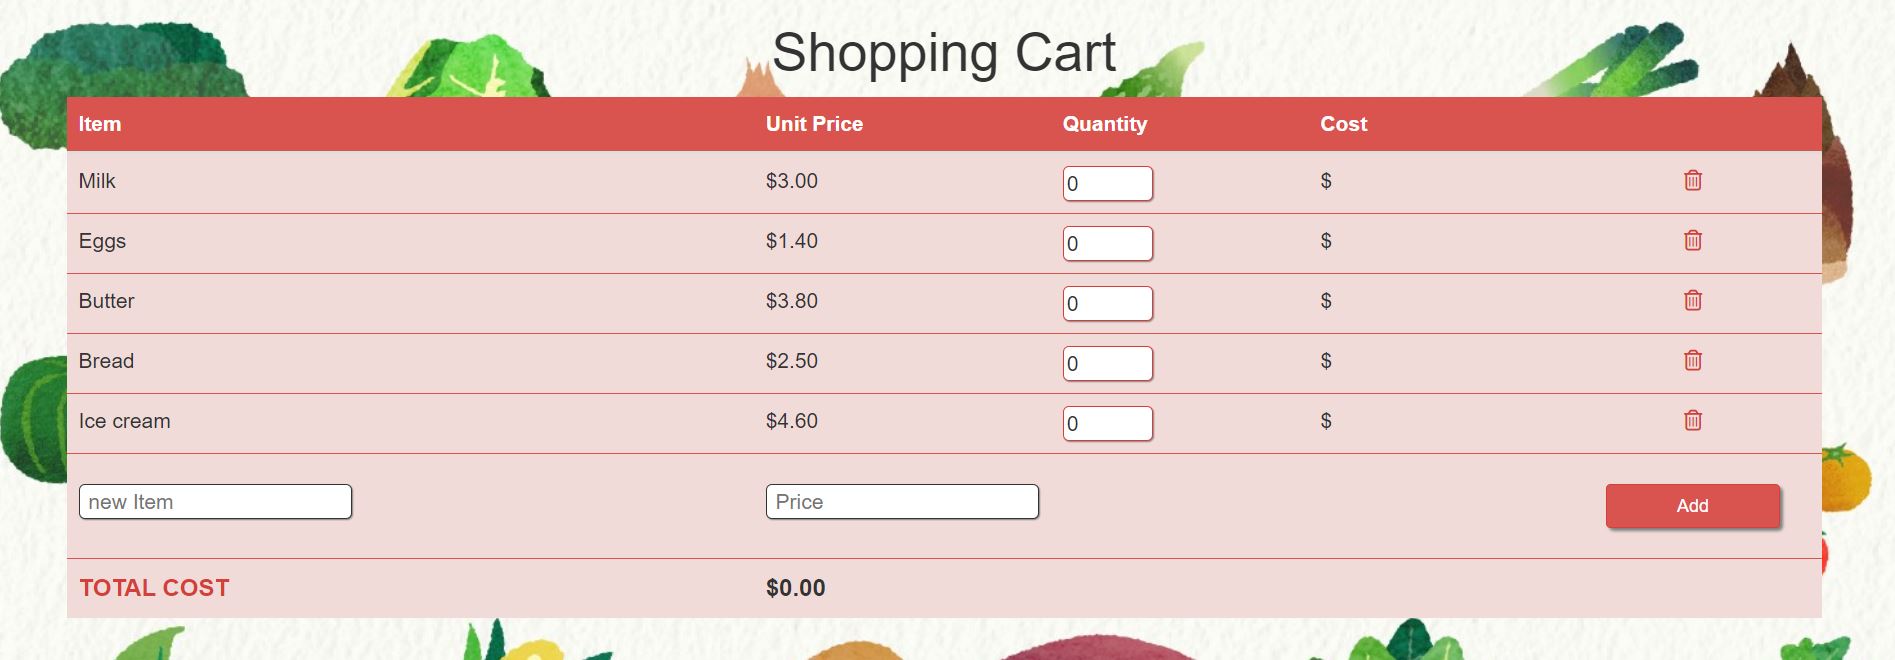 Shopping Cart
Item Unit Price Quantity Cost
Milk $3.00 0 $
Eggs $1.40 0 $
Butter $3.80 0 $
Bread $2.50 0 $
Ice cream $4.60 0 $
new Item Price Add
TOTAL COST $0.00